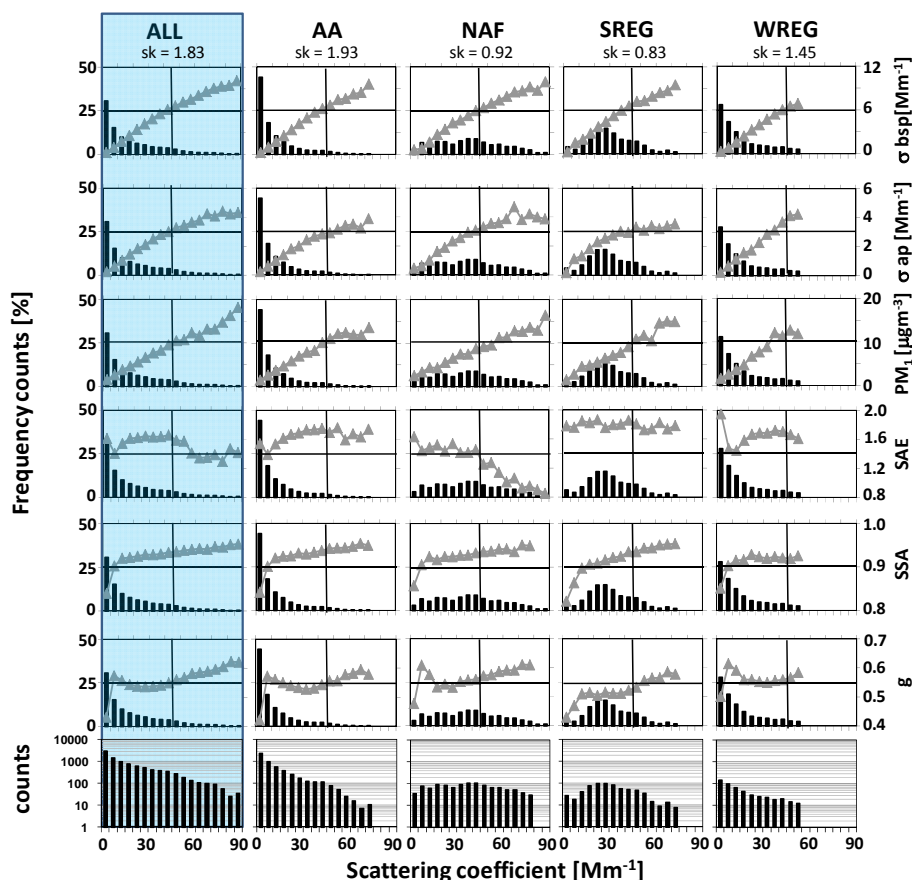 ALL AA NAF SREG WREG
sk = 1.83 sk = 1.93 sk = 0.92 sk = 0.83 sk = 1.45
50 12
25 6
0 0
σ bsp[Mm-1]
50 6
25 4
2
0 0
σ ap [Mm-1]
50 20
25 10
0 0
PM1 [µgm-3]
50 2.0
25 1.6
1.2
0 0.8
SAE
50 1.0
25 0.9
0 0.8
SSA
50 0.7
25 0.6
0.5
0 0.4
g
Frequency counts [%]
10000
1000
100
10
1
counts
0 30 60 90 0 30 60 90 0 30 60 90 0 30 60 90 0 30 60 90
Scattering coefficient [Mm-1]